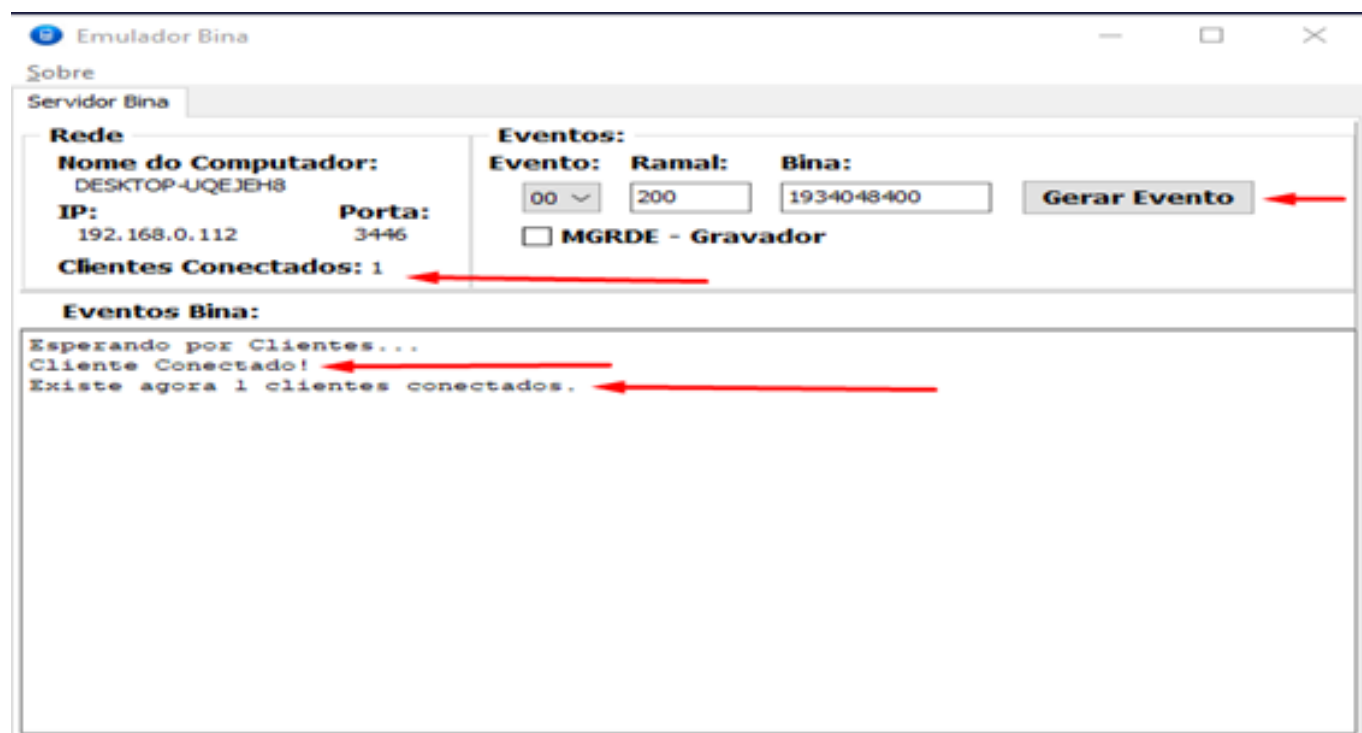 Emulador Bina
Sobre
Servidor Bina
Rede
Nome do Computador:
DESKTOP-UQEJEH8
IP: Porta:
192.168.0.112 3446
Clientes Conectados: 1
Eventos:
Evento: Ramal: Bina:
00 200 1934048400 Gerar Evento
MGRDE - Gravador
Eventos Bina:
Esperando por Clientes...
Cliente Conectado!
Existe agora 1 clientes conectados.